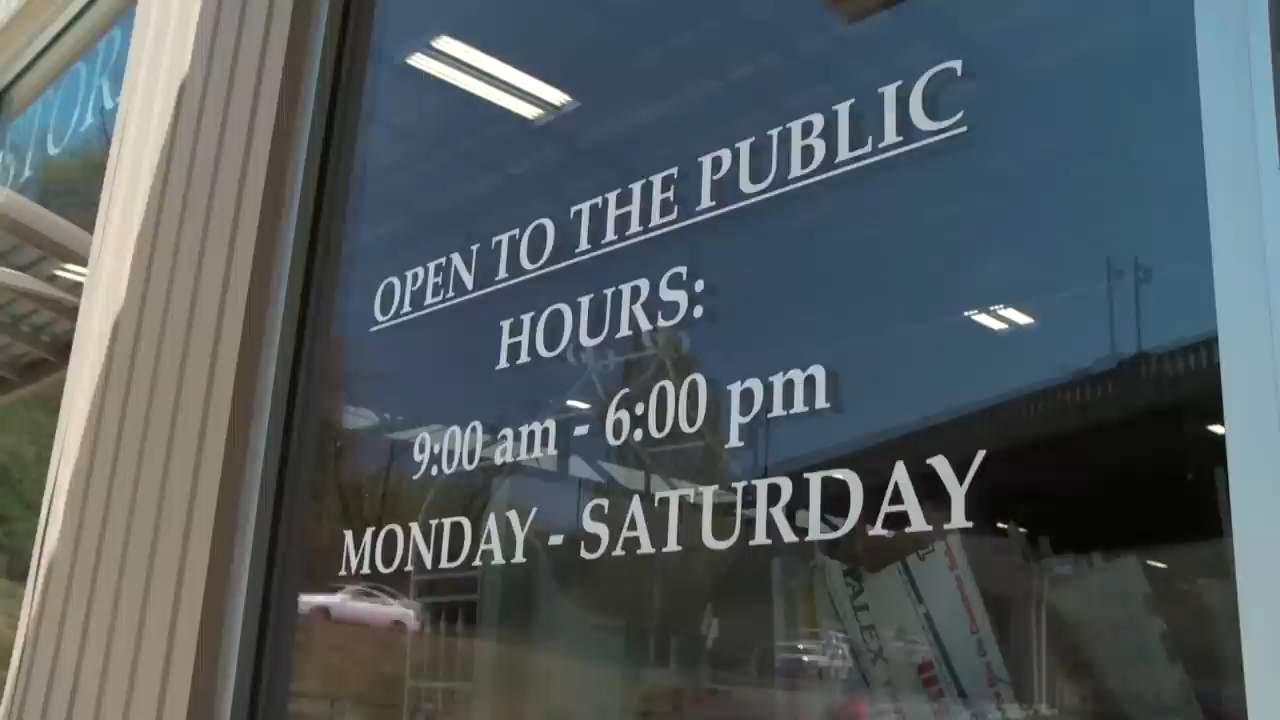 OPEN TO THE PUBLIC
HOURS:
9:00 am - 6:00 pm
MONDAY - SATURDAY